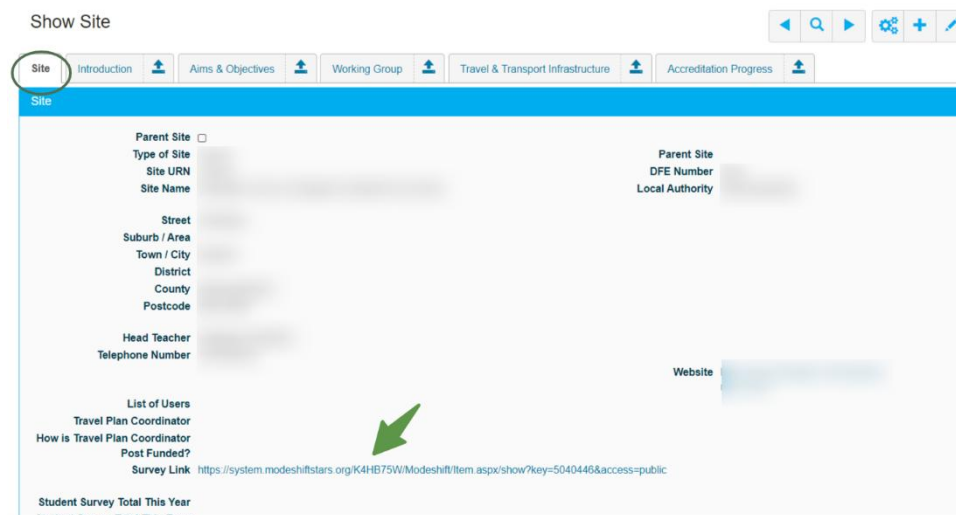 Show Site
Site Introduction Aims & Objectives Working Group Travel & Transport Infrastructure Accreditation Progress
Site
Parent Site
Type of Site Parent Site
Site URN DFE Number
Site Name Local Authority
Street
Suburb / Area
Town / City
District
County
Postcode
Head Teacher
Telephone Number
Website
List of Users
Travel Plan Coordinator
How is Travel Plan Coordinator
Post Funded?
Survey Link https://system.modeshiftstars.org/K4HB75W/Modeshift/Item.aspx/show?key=5040446&access=public
Student Survey Total This Year